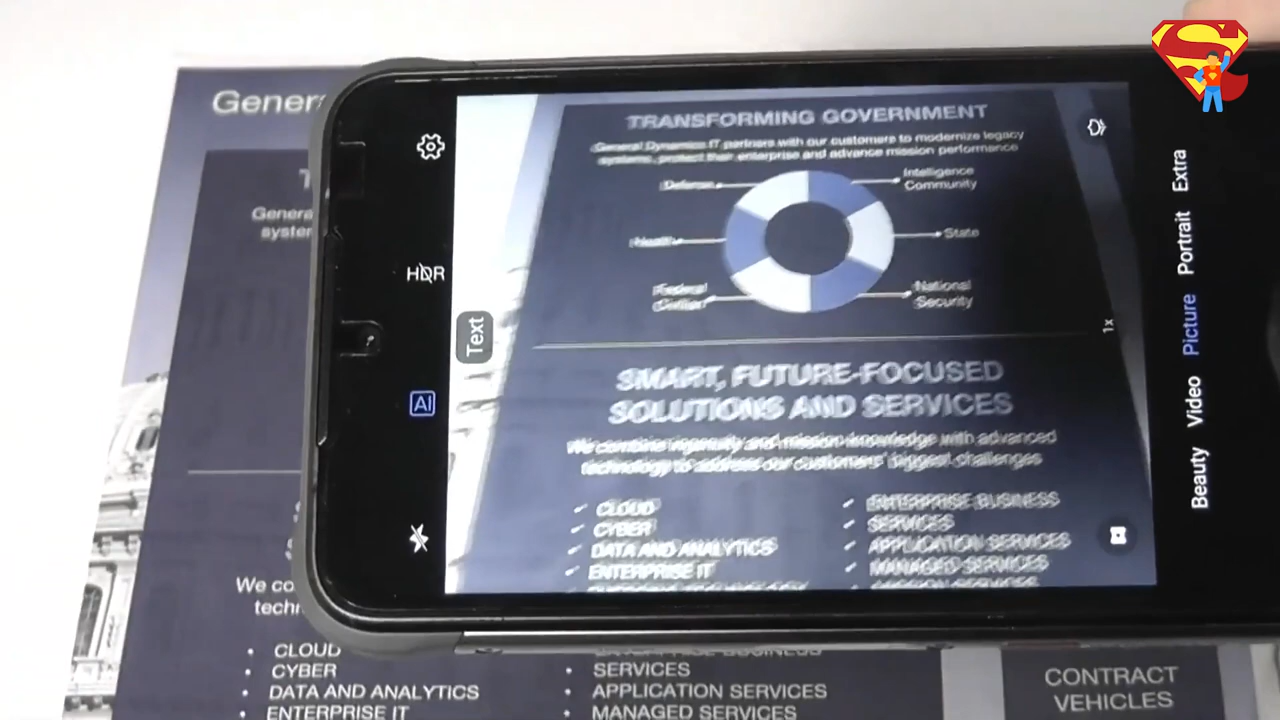 Genera
T
Genera
system
We co
techn
CLOUD
CYBER
DATA AND ANALYTICS
ENTERPRISE IT
ENTERPRISE BUSINESS
SERVICES
APPLICATION SERVICES
MANAGED SERVICES
CONTRACT
VEHICLES
HDR
AI
Text
TRANSFORMING GOVERNMENT
General Dynamics IT partners with our customers to modernize legacy
systems, protect their enterprise and advance mission performance
Defense
Intelligence
Community
Health
State
Federal
Civilian
National
Security
SMART, FUTURE-FOCUSED
SOLUTIONS AND SERVICES
We combine ingenuity and mission knowledge with advanced
technology to address our customers' biggest challenges
CLOUD
CYBER
DATA AND ANALYTICS
ENTERPRISE IT
ENTERPRISE BUSINESS
SERVICES
APPLICATION SERVICES
MANAGED SERVICES
1x
Beauty Video Picture Portrait Extra
S